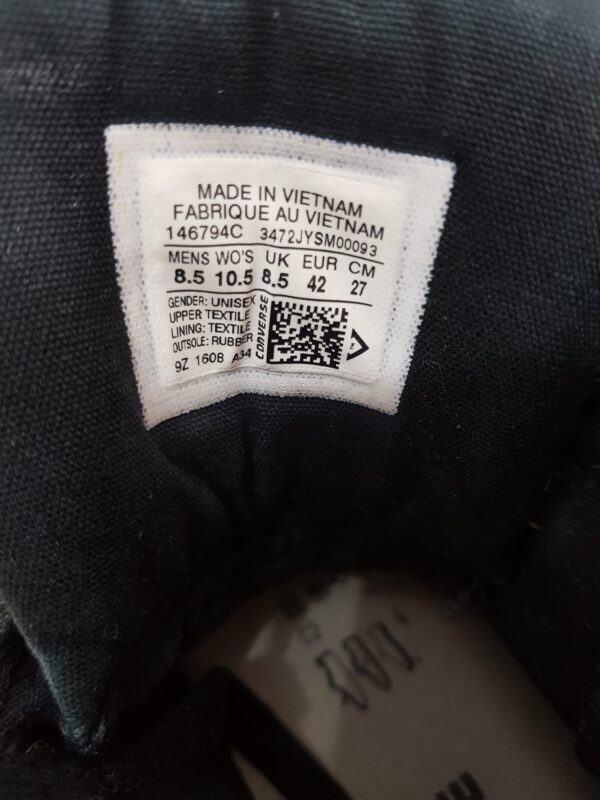 MADE IN VIETNAM
FABRIQUE AU VIETNAM
146794C 3472JYSM00093
MENS WO'S UK EUR CM
8.5 10.5 8.5 42 27
GENDER: UNISEX
UPPER TEXTILE
LINING: TEXTILE
OUTSOLE: RUBBER
9Z 1608 A34
CONVERSE